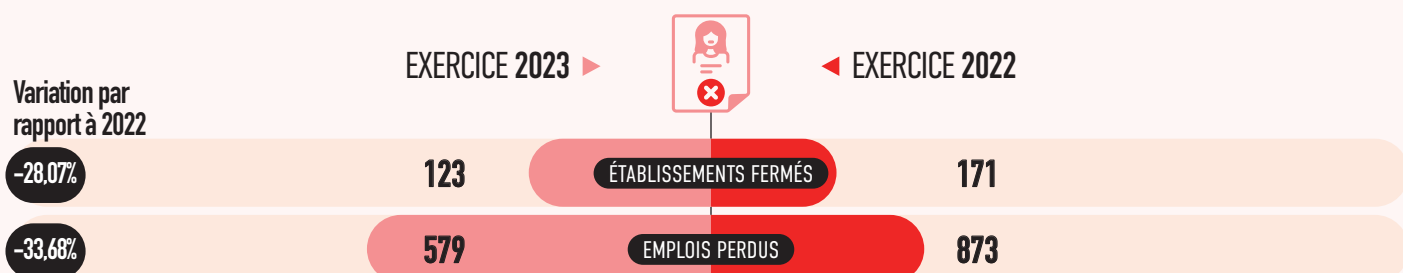 EXERCICE 2023
EXERCICE 2022
Variation par
rapport à 2022
-28,07% 123 ÉTABLISSEMENTS FERMÉS 171
-33,68% 579 EMPLOIS PERDUS 873